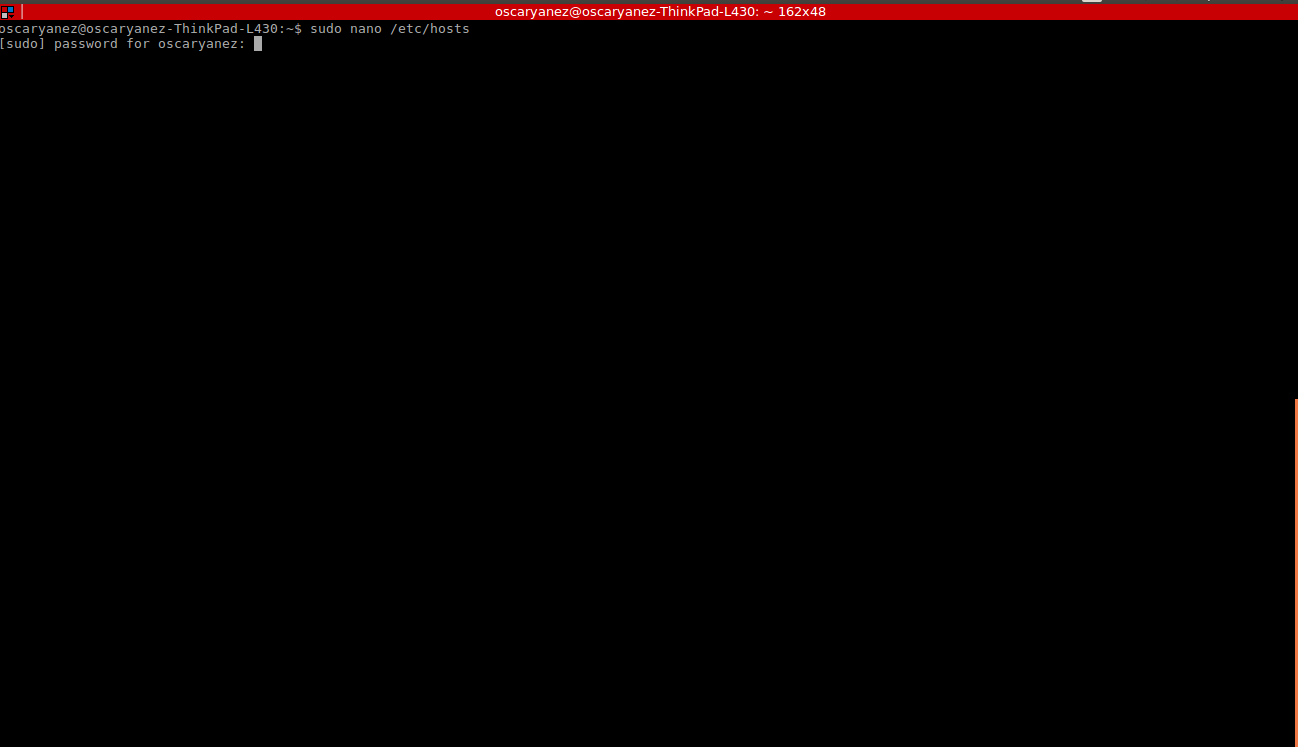 oscaryanez@oscaryanez-ThinkPad-L430: ~ 162x48
oscaryanez@oscaryanez-ThinkPad-L430:~$ sudo nano /etc/hosts
[sudo] password for oscaryanez: